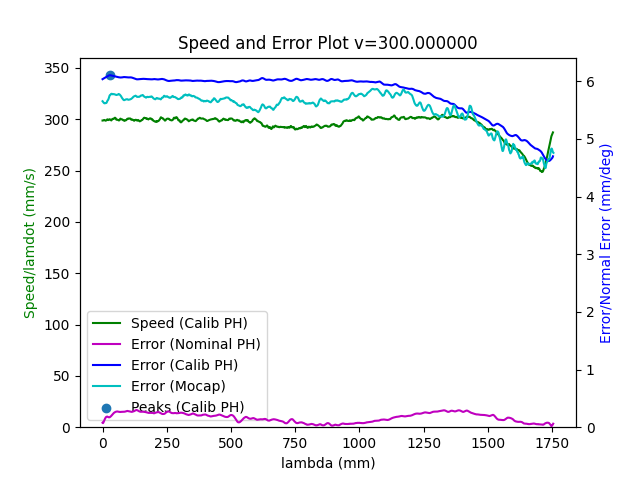 Speed and Error Plot v=300.000000
350
300
250
200
150
100
50
0
Speed/lamdot (mm/s)
6
5
4
3
2
1
0
Error/Normal Error (mm/deg)
Speed (Calib PH)
Error (Nominal PH)
Error (Calib PH)
Error (Mocap)
Peaks (Calib PH)
0 250 500 750 1000 1250 1500 1750
lambda (mm)